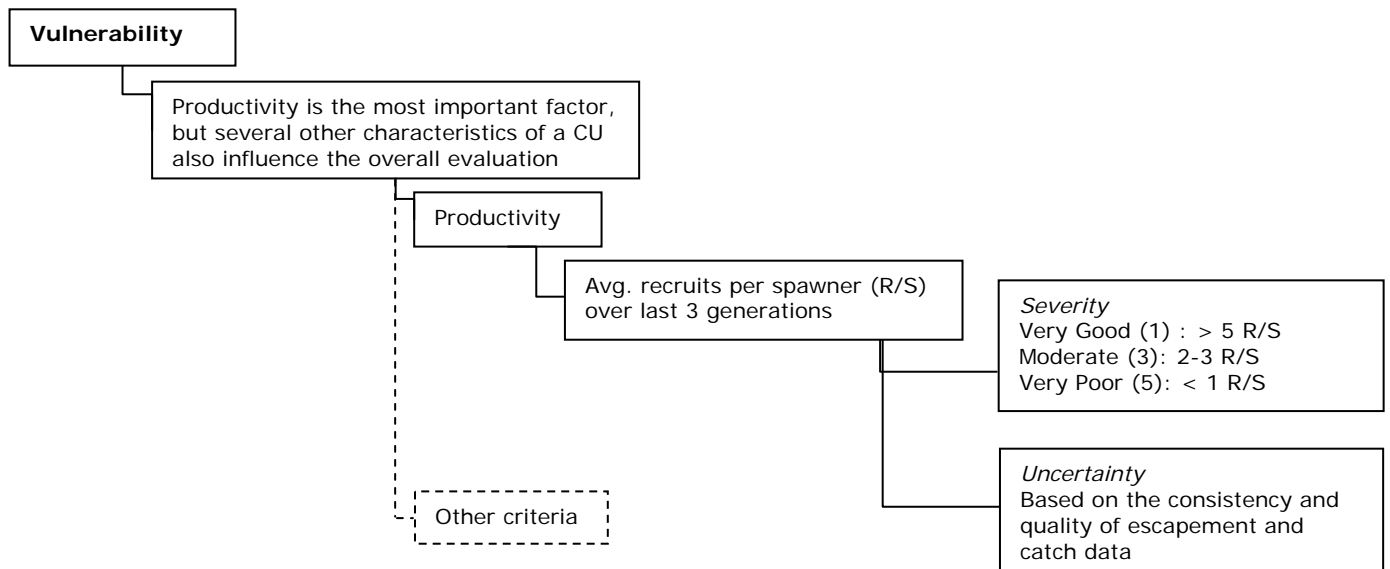 Vulnerability
Productivity is the most important factor,
but several other characteristics of a CU
also influence the overall evaluation
Productivity
Avg. recruits per spawner (R/S)
over last 3 generations
Severity
Very Good (1) : > 5 R/S
Moderate (3): 2-3 R/S
Very Poor (5): < 1 R/S
Uncertainty
Based on the consistency and
quality of escapement and
catch data
Other criteria